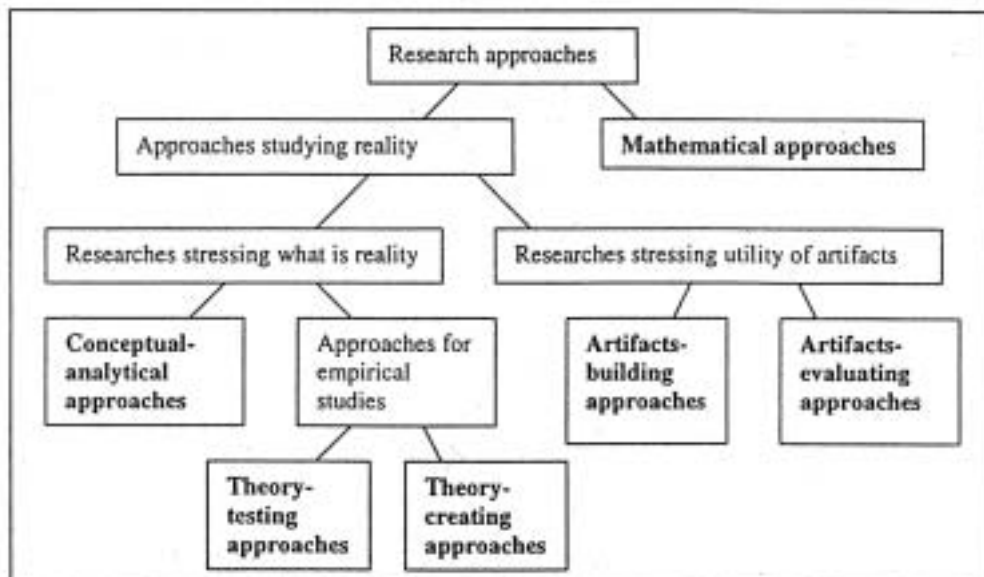 Research approaches
Approaches studying reality
Mathematical approaches
Researches stressing what is reality
Researches stressing utility of artifacts
Conceptual-
analytical
approaches
Approaches for
empirical
studies
Artifacts-
building
approaches
Artifacts-
evaluating
approaches
Theory-
testing
approaches
Theory-
creating
approaches